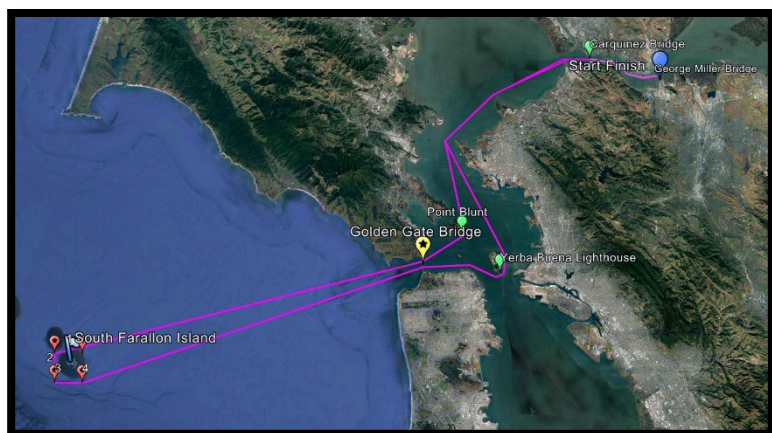 Carquinez Bridge
Start Finish
George Miller Bridge
Point Blunt
Golden Gate Bridge
Yerba Buena Lighthouse
South Farallon Island
2
3
4